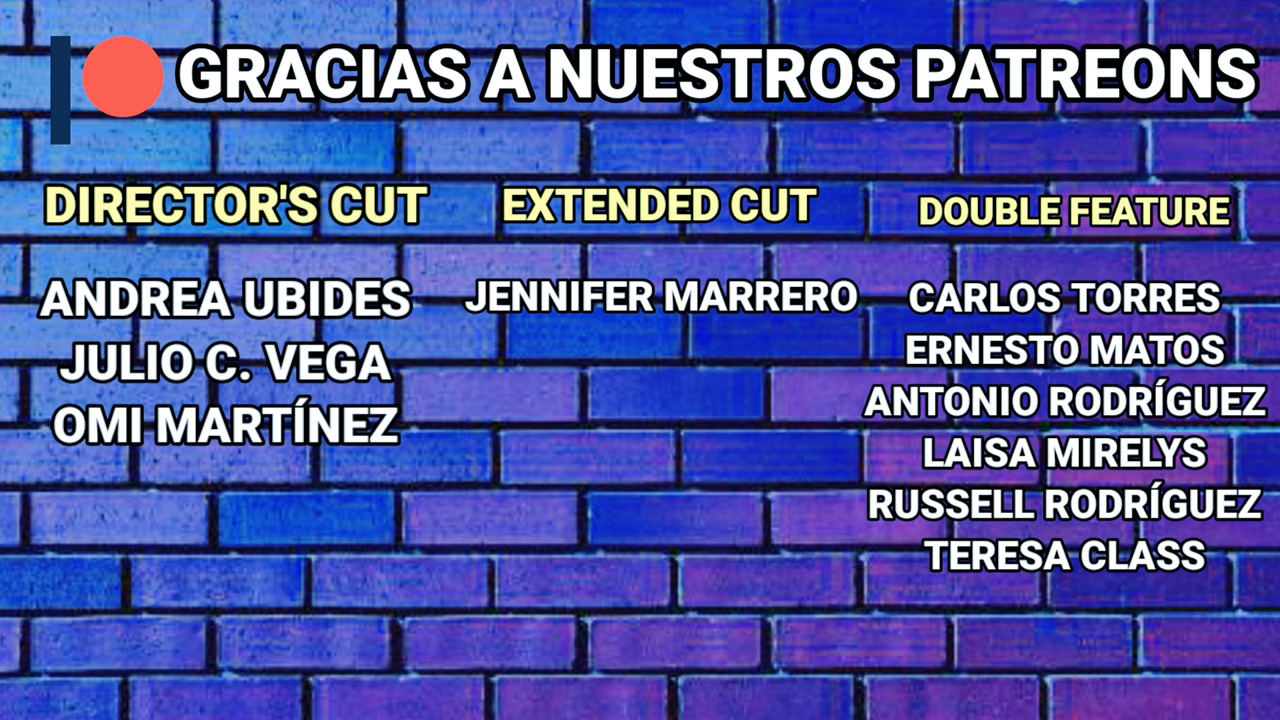 GRACIAS A NUESTROS PATREONS
DIRECTOR'S CUT
ANDREA UBIDES
JULIO C. VEGA
OMI MARTÍNEZ
EXTENDED CUT
JENNIFER MARRERO
DOUBLE FEATURE
CARLOS TORRES
ERNESTO MATOS
ANTONIO RODRÍGUEZ
LAISA MIRELYS
RUSSELL RODRÍGUEZ
TERESA CLASS